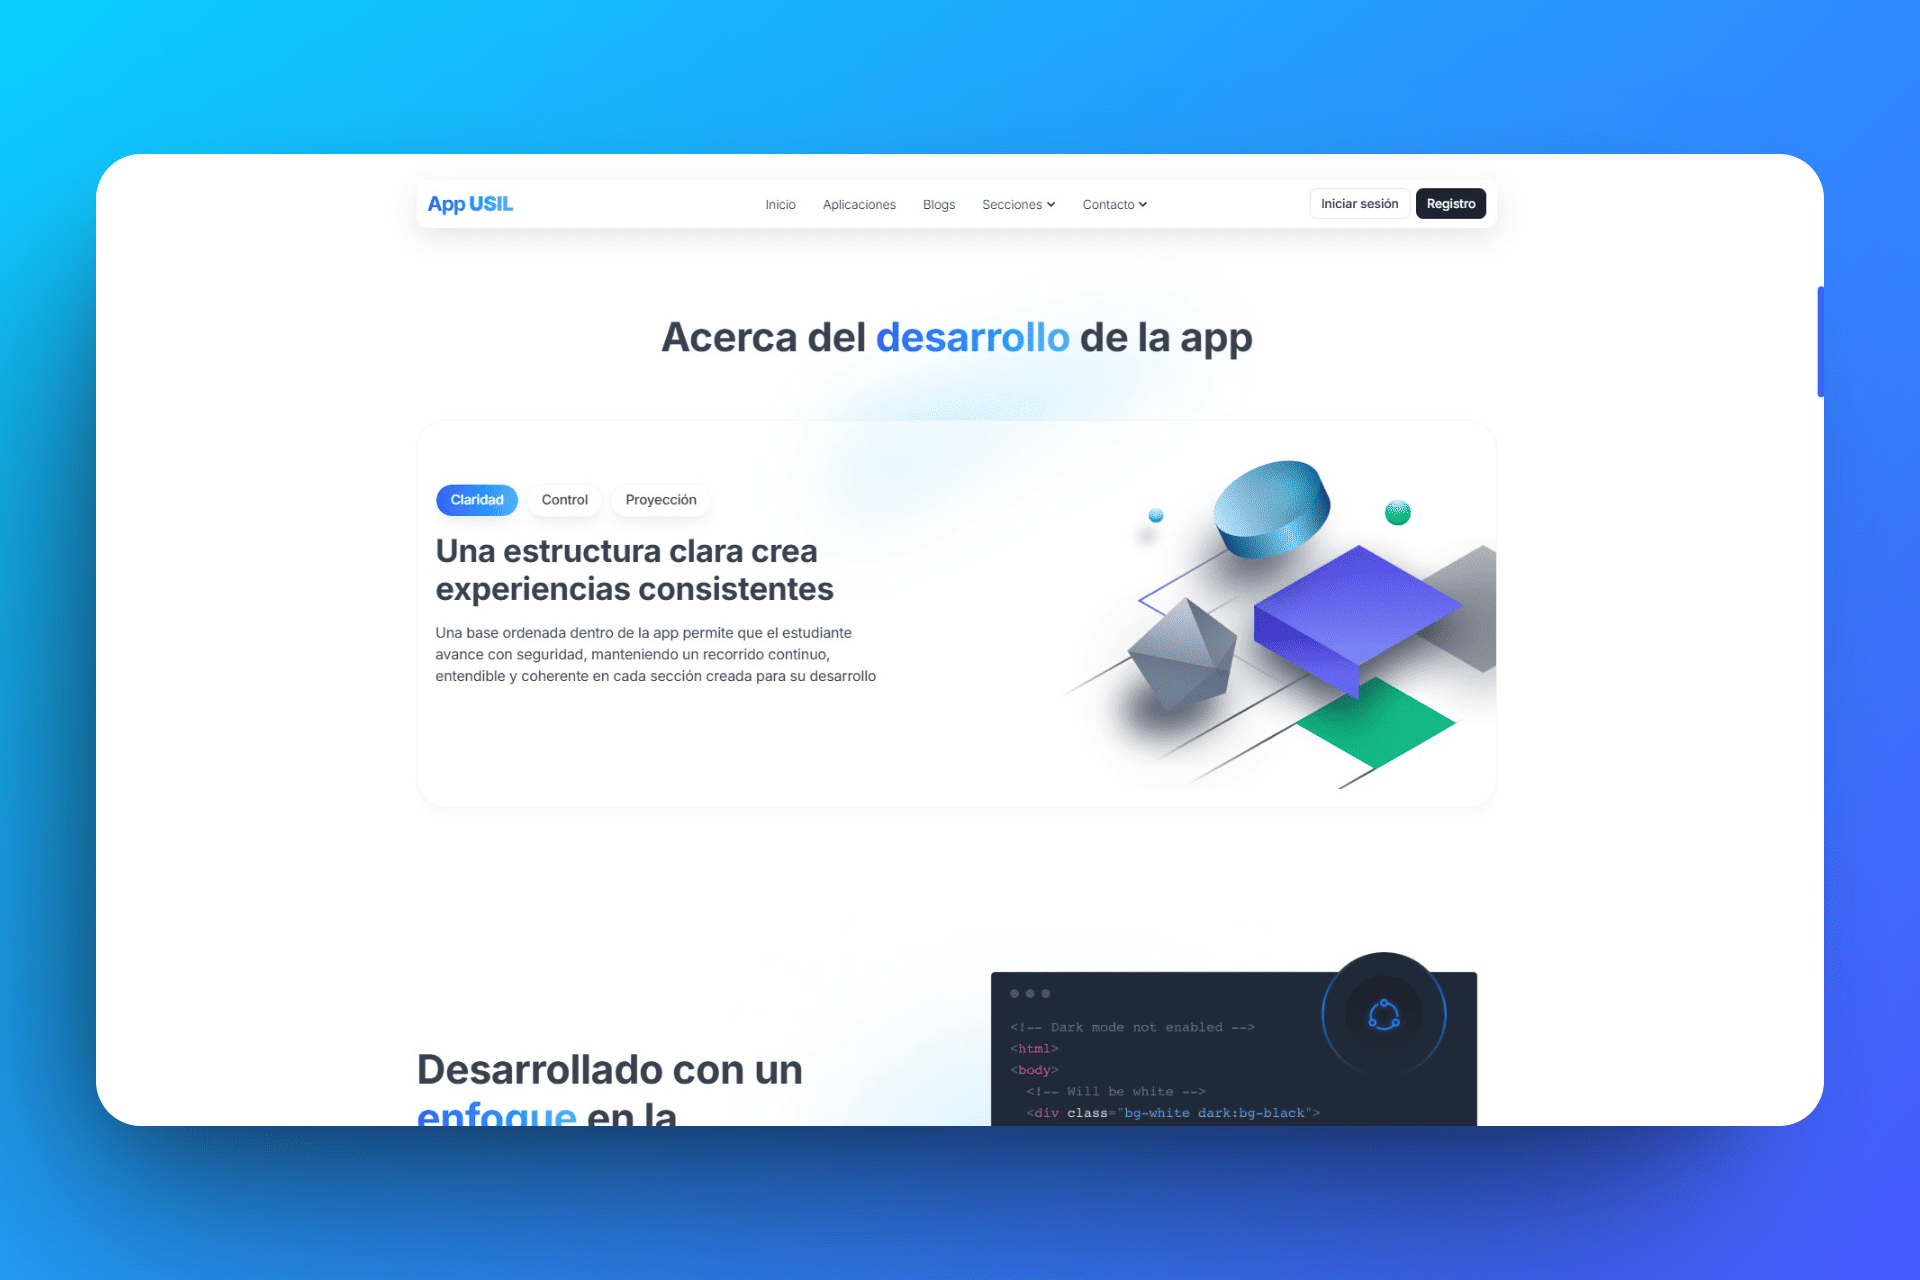 App USIL
Inicio Aplicaciones Blogs Secciones Contacto
Iniciar sesión Registro
Acerca del desarrollo de la app
Claridad Control Proyección
Una estructura clara crea
experiencias consistentes
Una base ordenada dentro de la app permite que el estudiante
avance con seguridad, manteniendo un recorrido continuo,
entendible y coherente en cada sección creada para su desarrollo
Desarrollado con un
enfoque en la
<!-- Dark mode not enabled -->
<html>
<body>
<!-- Will be white -->
<div class="bg-white dark:bg-black">